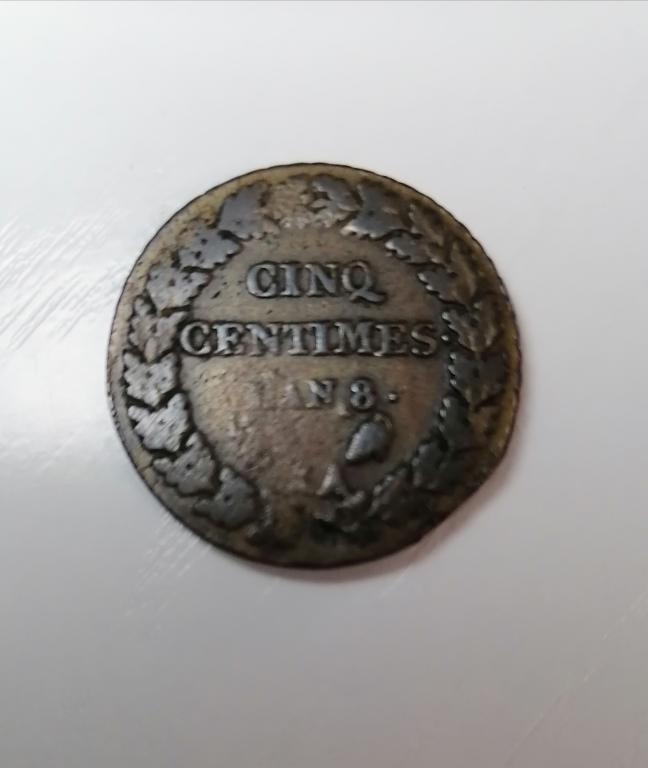 CINQ
CENTIMES.
L'AN 8.
A